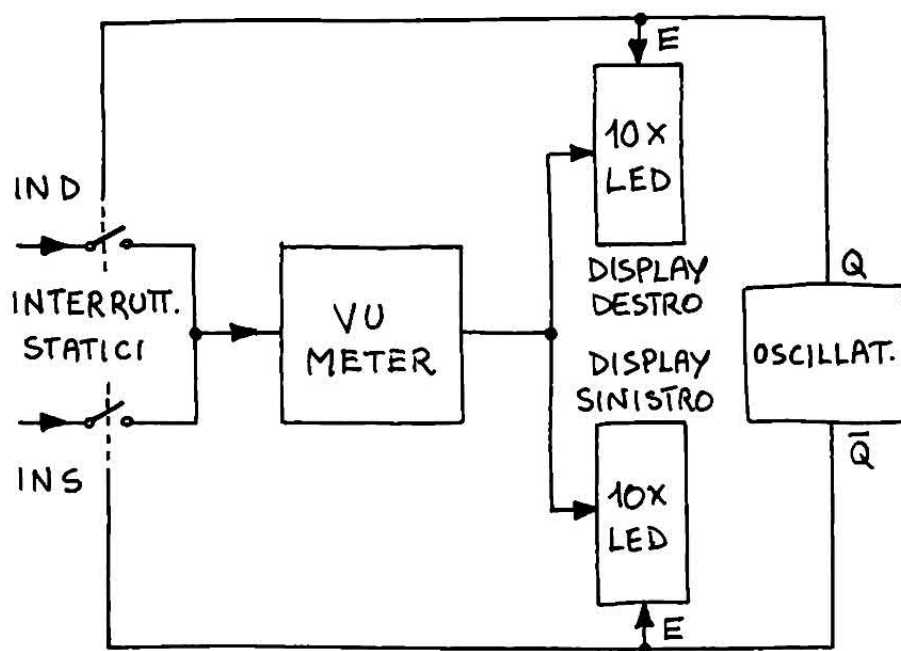 E
10X
LED
IND
DISPLAY
DESTRO
Q
INTERRUTT.
STATICI
VU
METER
OSCILLAT.
DISPLAY
SINISTRO
Q̅
INS
10X
LED
E